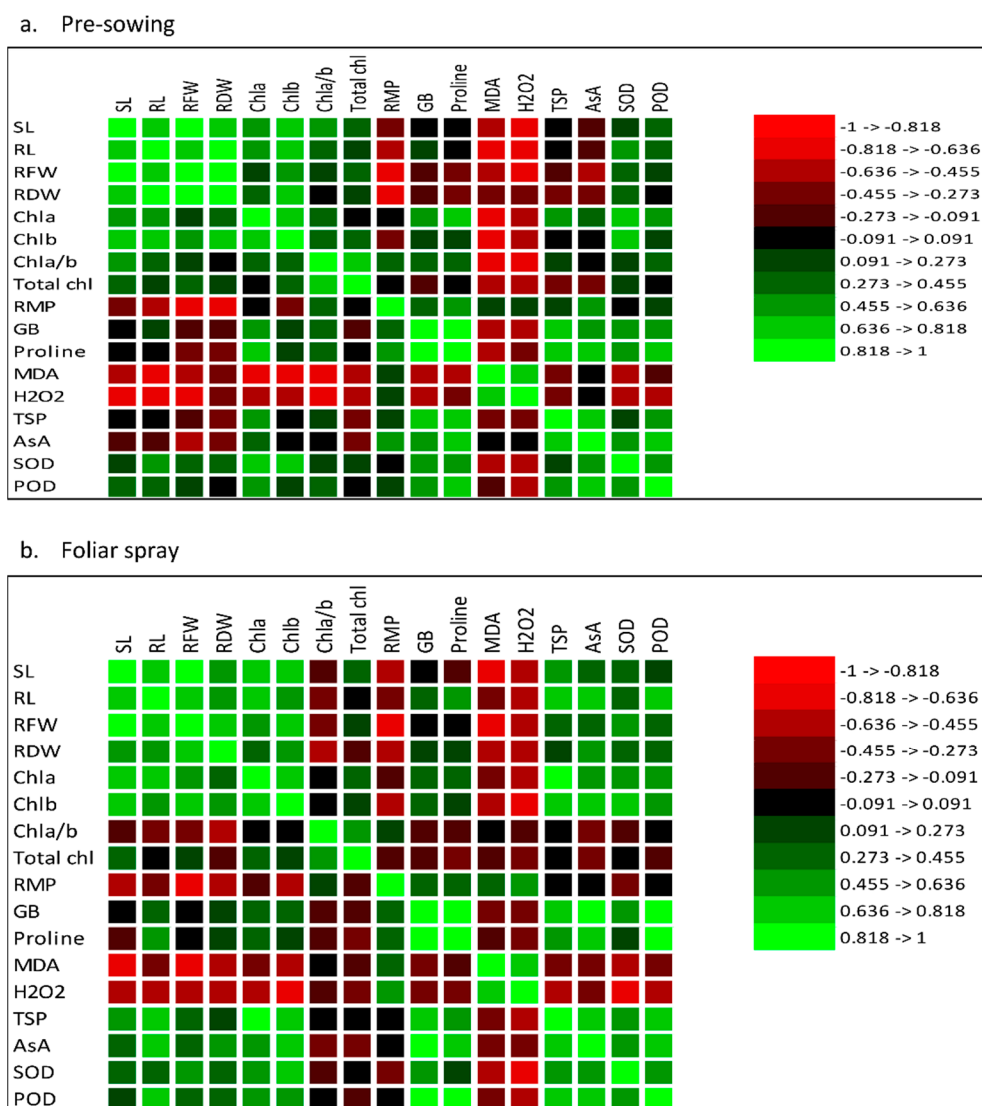 a. Pre-sowing
SL RL RFW RDW Chla Chlb Chla/b Total chl RMP GB Proline MDA H2O2 TSP AsA SOD POD
SL
RL
RFW
RDW
Chla
Chlb
Chla/b
Total chl
RMP
GB
Proline
MDA
H2O2
TSP
AsA
SOD
POD
-1 -> -0.818
-0.818 -> -0.636
-0.636 -> -0.455
-0.455 -> -0.273
-0.273 -> -0.091
-0.091 -> 0.091
0.091 -> 0.273
0.273 -> 0.455
0.455 -> 0.636
0.636 -> 0.818
0.818 -> 1
b. Foliar spray
SL RL RFW RDW Chla Chlb Chla/b Total chl RMP GB Proline MDA H2O2 TSP AsA SOD POD
SL
RL
RFW
RDW
Chla
Chlb
Chla/b
Total chl
RMP
GB
Proline
MDA
H2O2
TSP
AsA
SOD
POD
-1 -> -0.818
-0.818 -> -0.636
-0.636 -> -0.455
-0.455 -> -0.273
-0.273 -> -0.091
-0.091 -> 0.091
0.091 -> 0.273
0.273 -> 0.455
0.455 -> 0.636
0.636 -> 0.818
0.818 -> 1